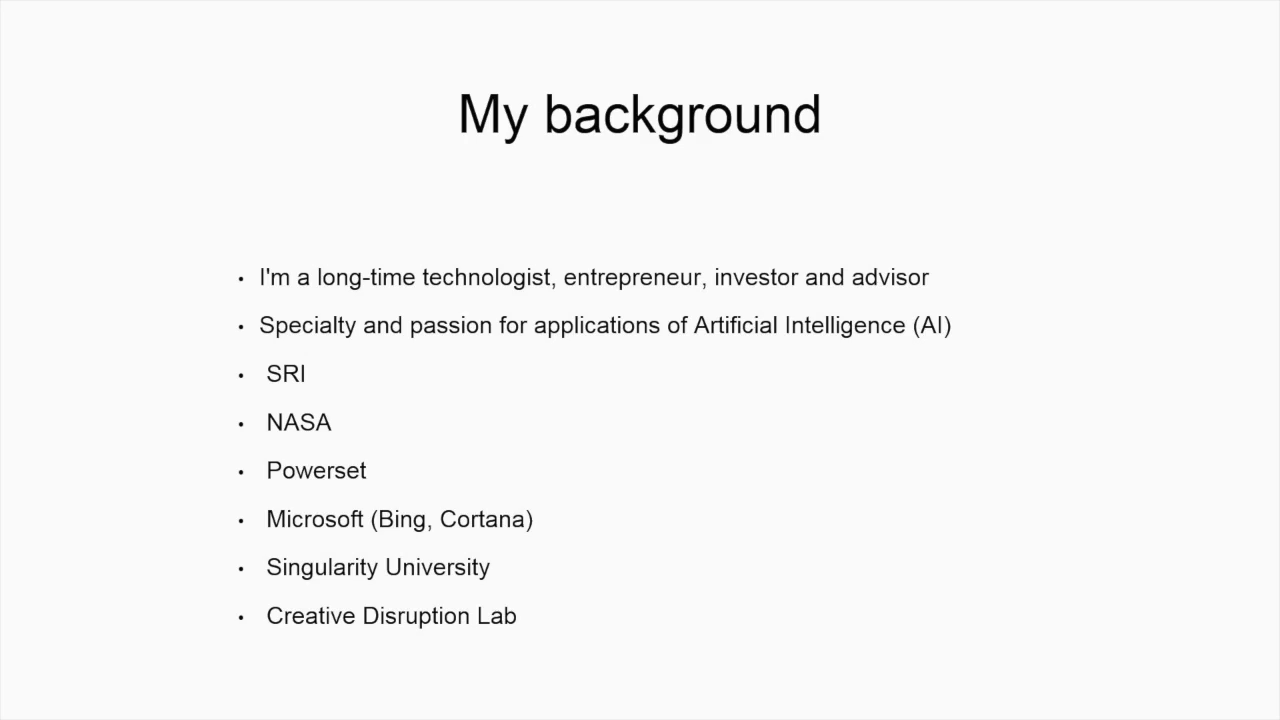 My background
• I'm a long-time technologist, entrepreneur, investor and advisor
• Specialty and passion for applications of Artificial Intelligence (AI)
• SRI
• NASA
• Powerset
• Microsoft (Bing, Cortana)
• Singularity University
• Creative Disruption Lab